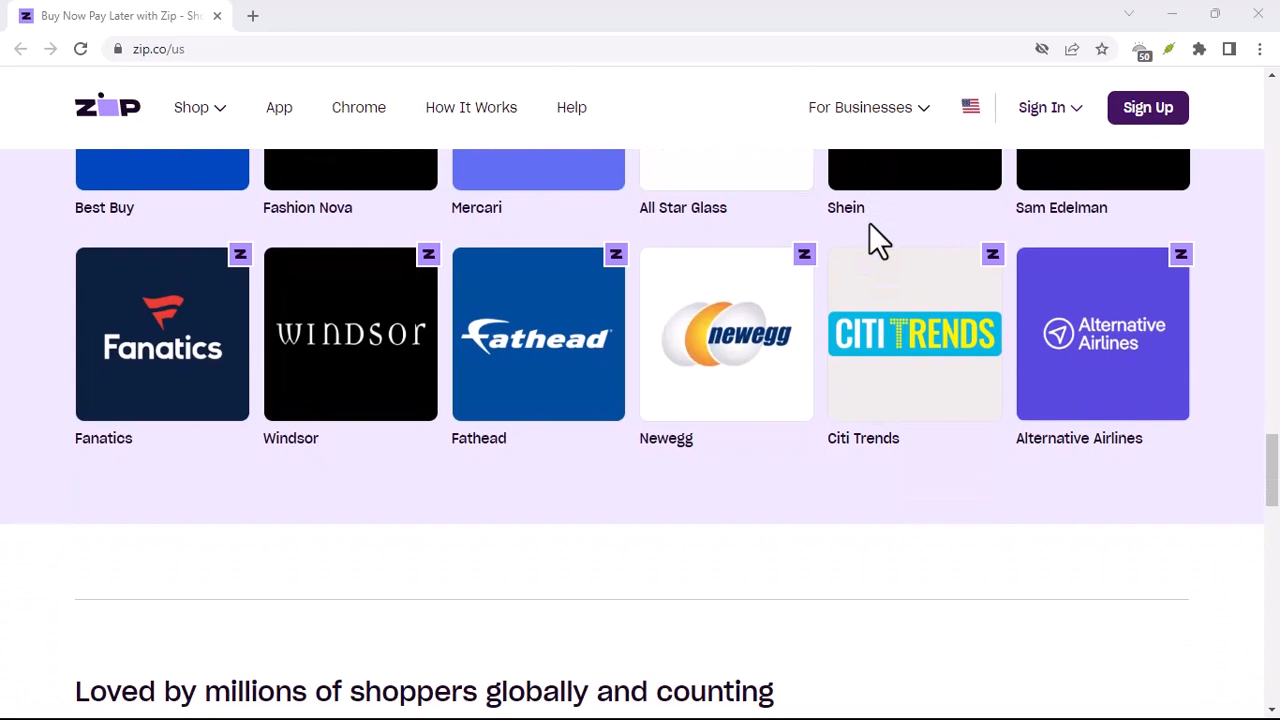 Buy Now Pay Later with Zip - Sho
zip.co/us
50
ZIP
Shop
App
Chrome
How It Works
Help
For Businesses
Sign In
Sign Up
Best Buy
Fashion Nova
Mercari
All Star Glass
Shein
Sam Edelman
Fanatics
WINDSOR
Fathead
newegg
CITI TRENDS
Alternative
Airlines
Fanatics
Windsor
Fathead
Newegg
Citi Trends
Alternative Airlines
Loved by millions of shoppers globally and counting